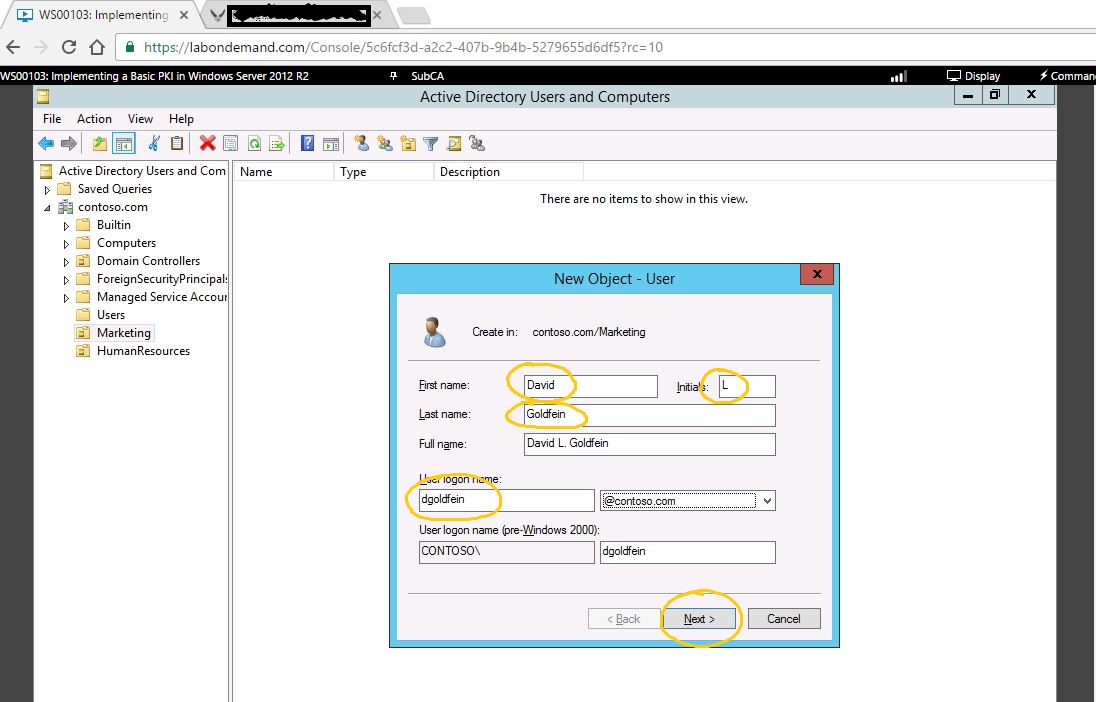 WS00103: Implementing
https://labondemand.com/Console/5c6fcf3d-a2c2-407b-9b4b-5279655d6df5?rc=10
WS00103: Implementing a Basic PKI in Windows Server 2012 R2 SubCA Display Comman
Active Directory Users and Computers
File Action View Help
Active Directory Users and Com
Name Type Description
Saved Queries
There are no items to show in this view.
contoso.com
Builtin
Computers
Domain Controllers
ForeignSecurityPrincipals
Managed Service Accour
Users
Marketing
HumanResources
New Object - User
Create in: contoso.com/Marketing
First name: David Initials: L
Last name: Goldfein
Full name: David L. Goldfein
User logon name:
dgoldfein @contoso.com
User logon name (pre-Windows 2000):
CONTOSO\ dgoldfein
< Back Next > Cancel